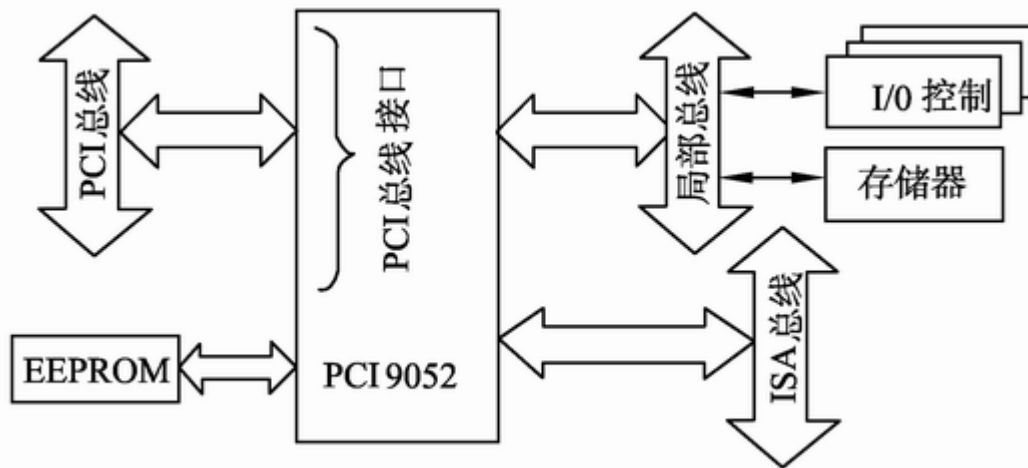 PCI总线
PCI总线接口
局部总线
I/0 控制
存储器
ISA总线
EEPROM
PCI 9052